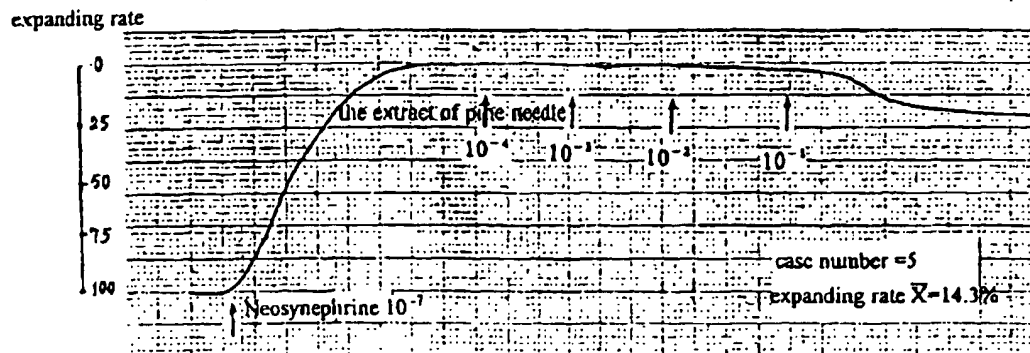 expanding rate
0
25
50
75
100
the extract of pine needle
10⁻⁴ 10⁻³ 10⁻² 10⁻¹
Neosynephrine 10⁻⁷
case number =5
expanding rate X̄=14.3%